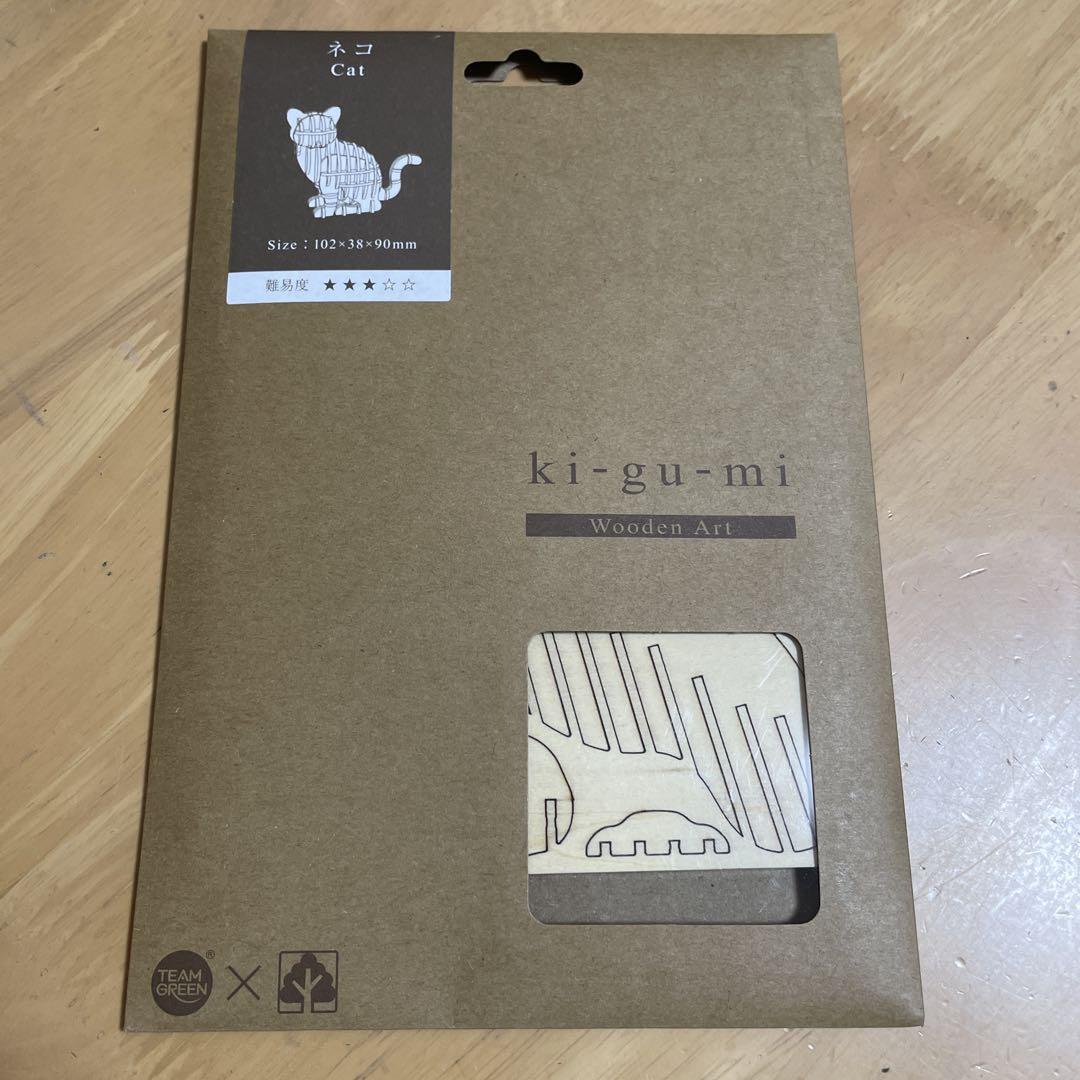 ネコ
Cat
Size：102×38×90mm
難易度 ★★★☆☆
ki-gu-mi
Wooden Art
TEAM
GREEN
®